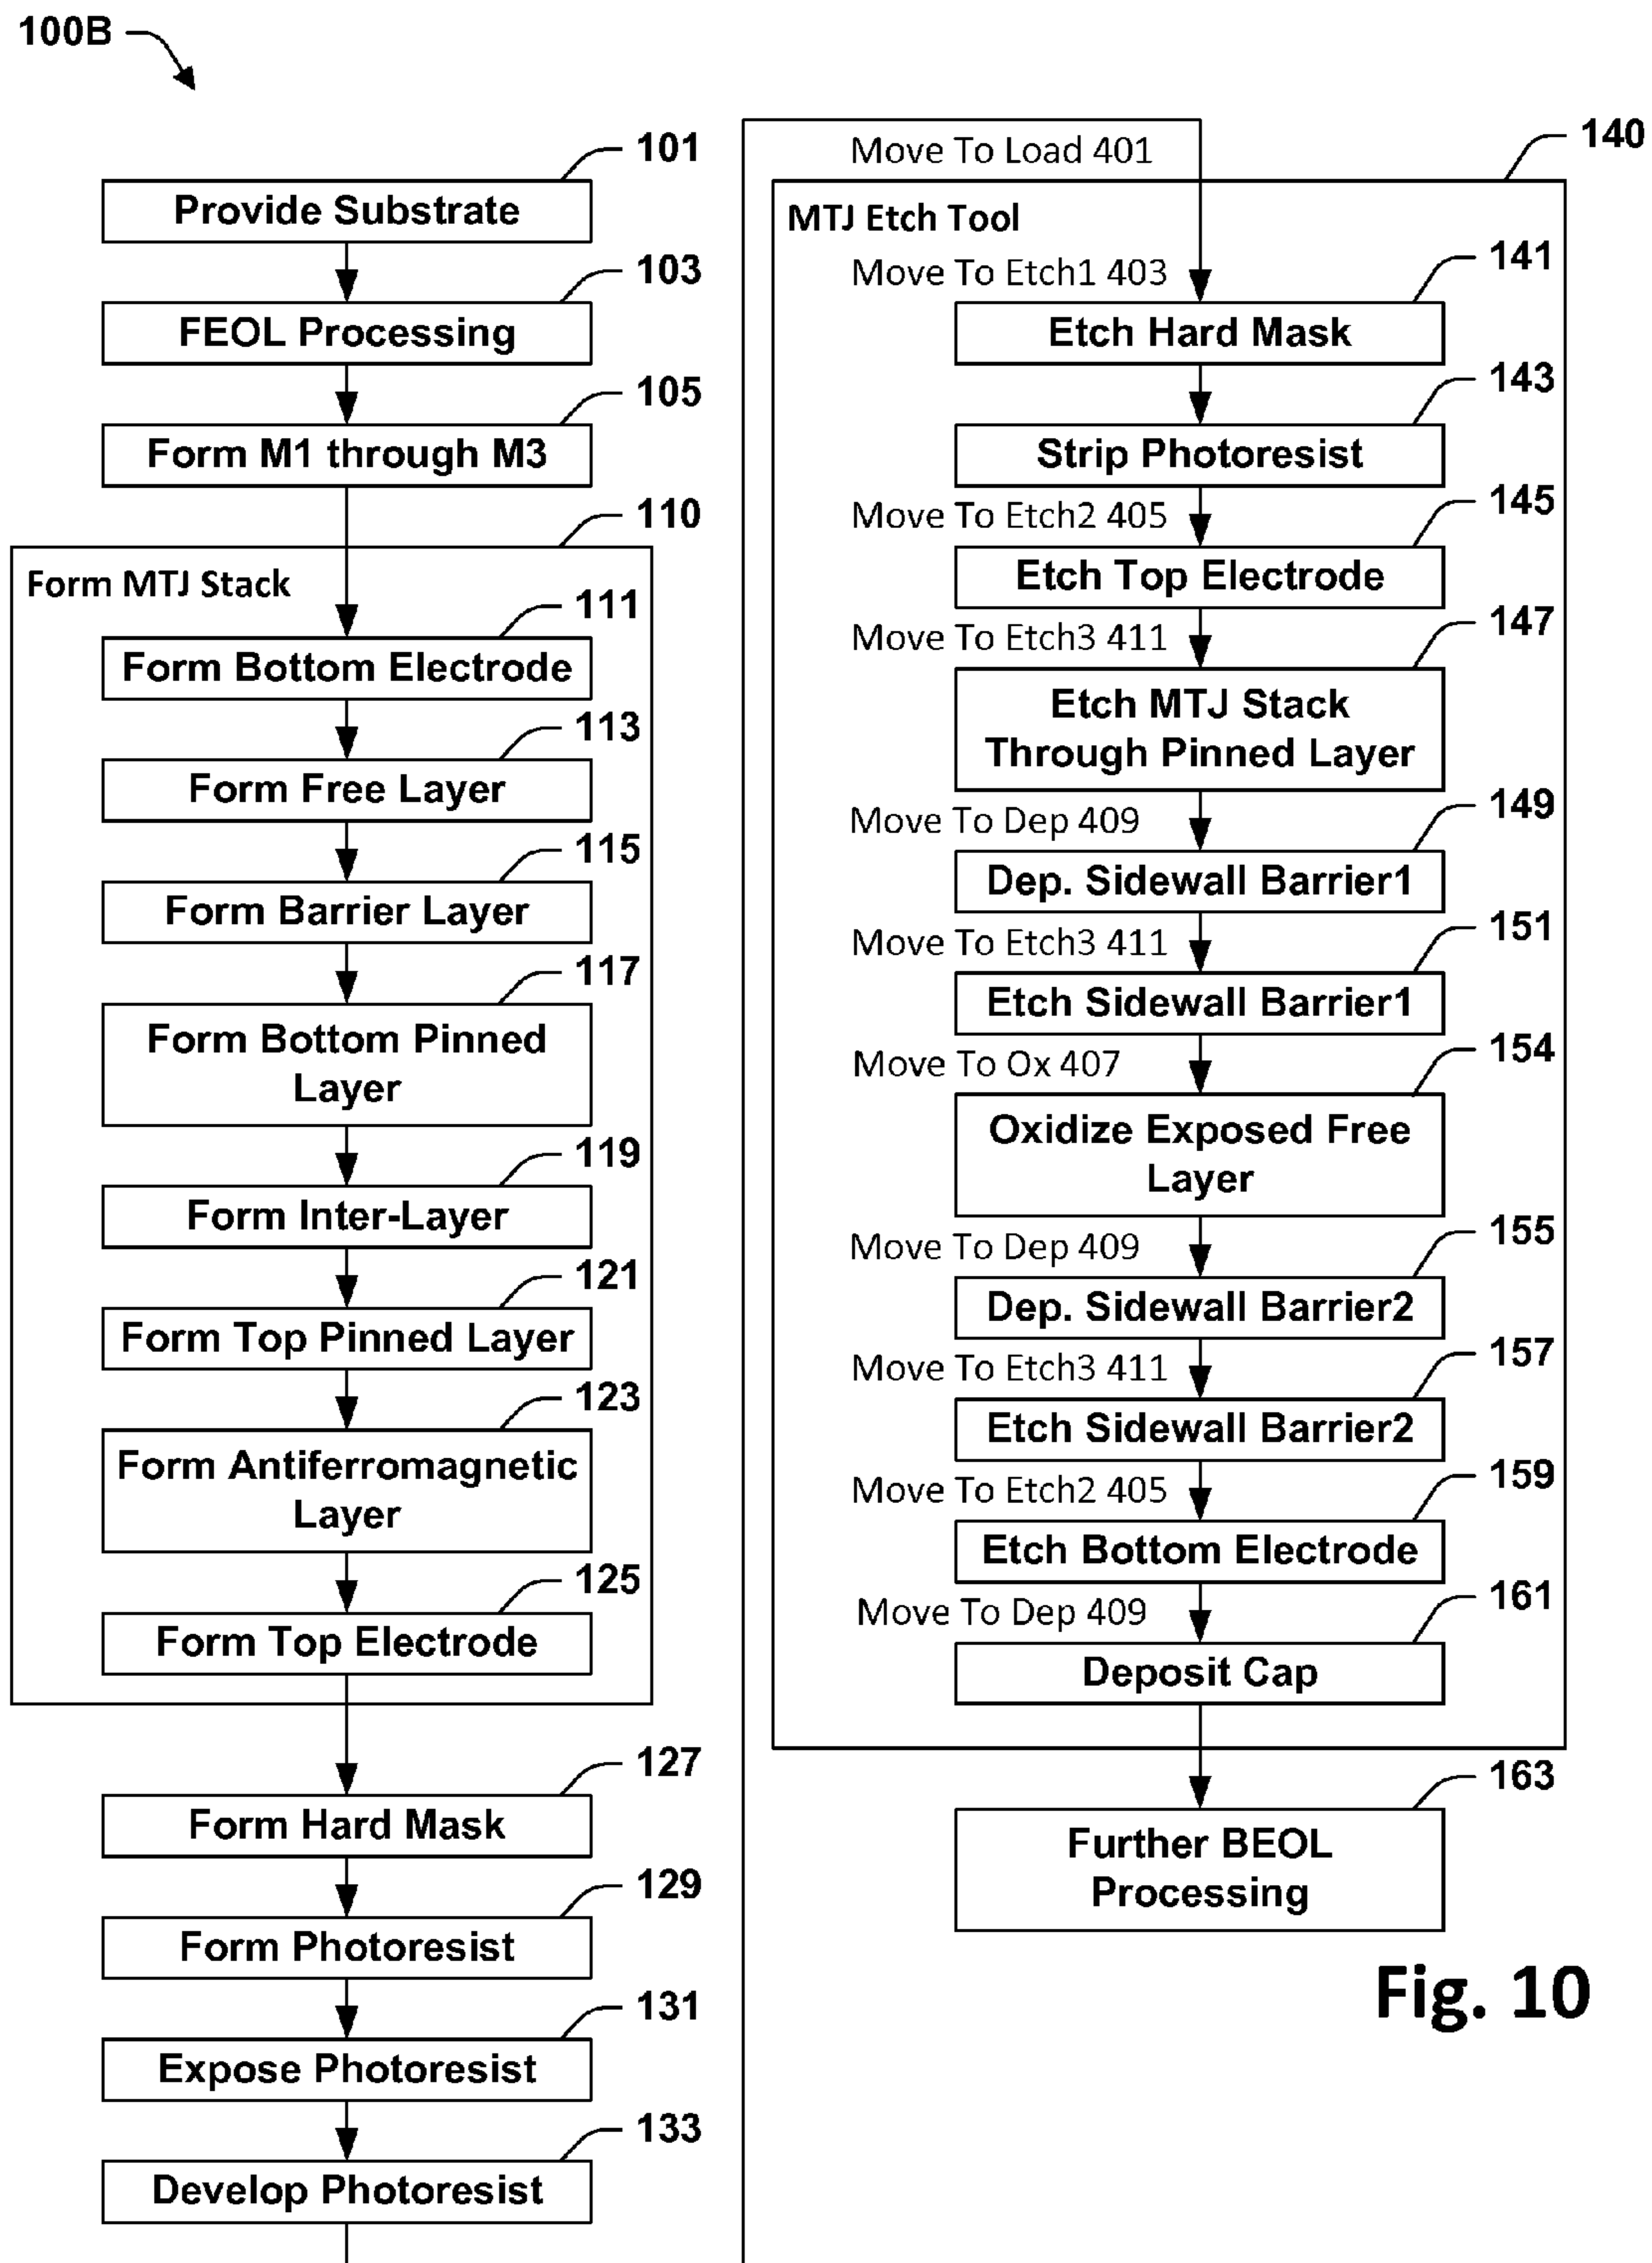 100B
101
Provide Substrate
103
FEOL Processing
105
Form M1 through M3
110
Form MTJ Stack
111
Form Bottom Electrode
113
Form Free Layer
115
Form Barrier Layer
117
Form Bottom Pinned
Layer
119
Form Inter-Layer
121
Form Top Pinned Layer
123
Form Antiferromagnetic
Layer
125
Form Top Electrode
127
Form Hard Mask
129
Form Photoresist
131
Expose Photoresist
133
Develop Photoresist
Move To Load 401
140
MTJ Etch Tool
Move To Etch1 403
141
Etch Hard Mask
143
Strip Photoresist
Move To Etch2 405
145
Etch Top Electrode
Move To Etch3 411
147
Etch MTJ Stack
Through Pinned Layer
Move To Dep 409
149
Dep. Sidewall Barrier1
Move To Etch3 411
151
Etch Sidewall Barrier1
Move To Ox 407
154
Oxidize Exposed Free
Layer
Move To Dep 409
155
Dep. Sidewall Barrier2
Move To Etch3 411
157
Etch Sidewall Barrier2
Move To Etch2 405
159
Etch Bottom Electrode
Move To Dep 409
161
Deposit Cap
163
Further BEOL
Processing
Fig. 10